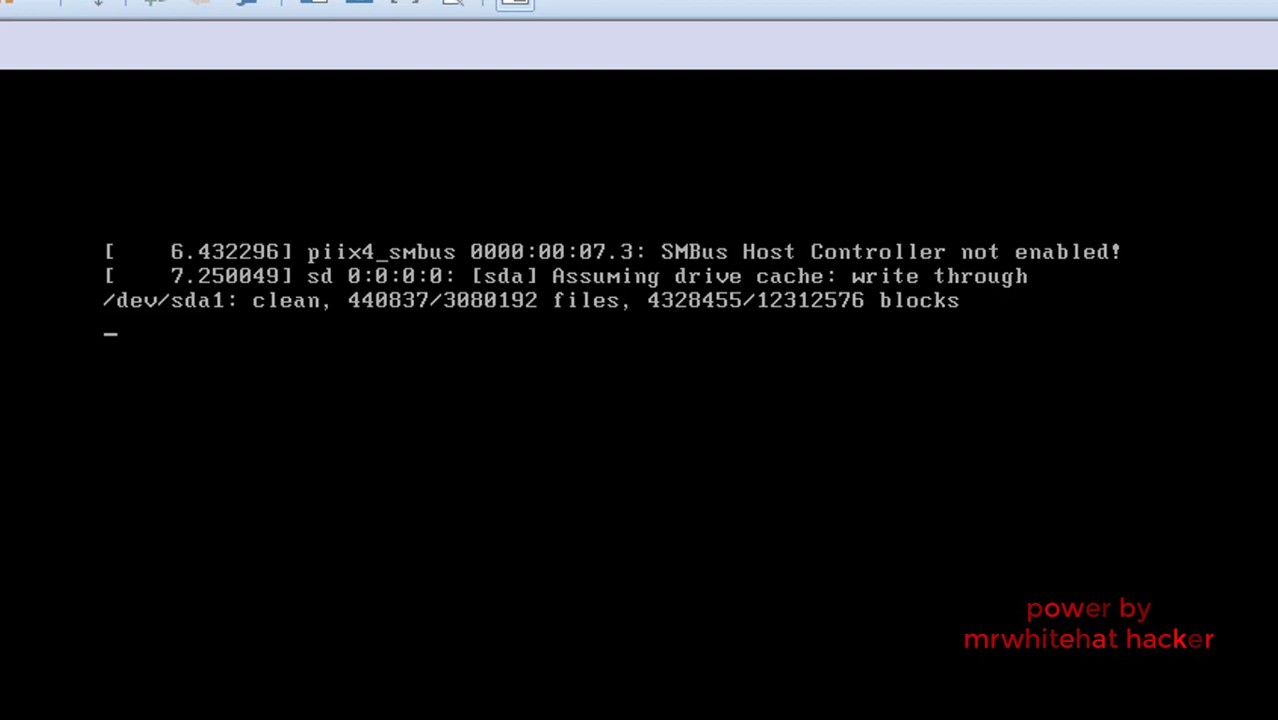 [    6.432296] piix4_smbus 0000:00:07.3: SMBus Host Controller not enabled!
[    7.250049] sd 0:0:0:0: [sda] Assuming drive cache: write through
/dev/sda1: clean, 440837/3080192 files, 4328455/12312576 blocks
_
power by
mrwhitehat hacker